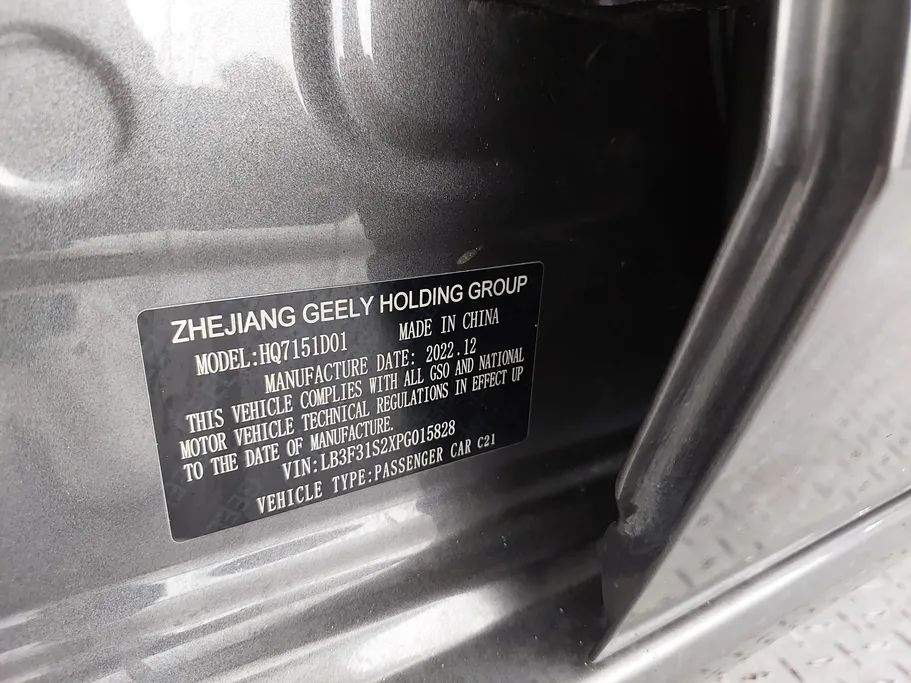 ZHEJIANG GEELY HOLDING GROUP
MODEL:HQ7151D01 MADE IN CHINA
MANUFACTURE DATE: 2022.12
THIS VEHICLE COMPLIES WITH ALL GSO AND NATIONAL
MOTOR VEHICLE TECHNICAL REGULATIONS IN EFFECT UP
TO THE DATE OF MANUFACTURE.
VIN:LB3F31S2XPG015828
VEHICLE TYPE:PASSENGER CAR C21